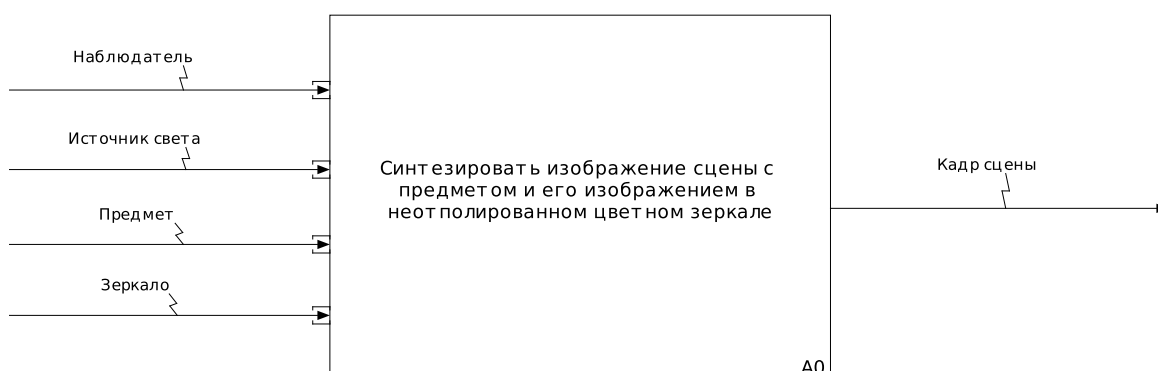 Наблюдатель
Источник света
Предмет
Зеркало
Синтезировать изображение сцены с
предметом и его изображением в
неотполированном цветном зеркале
Кадр сцены
A0